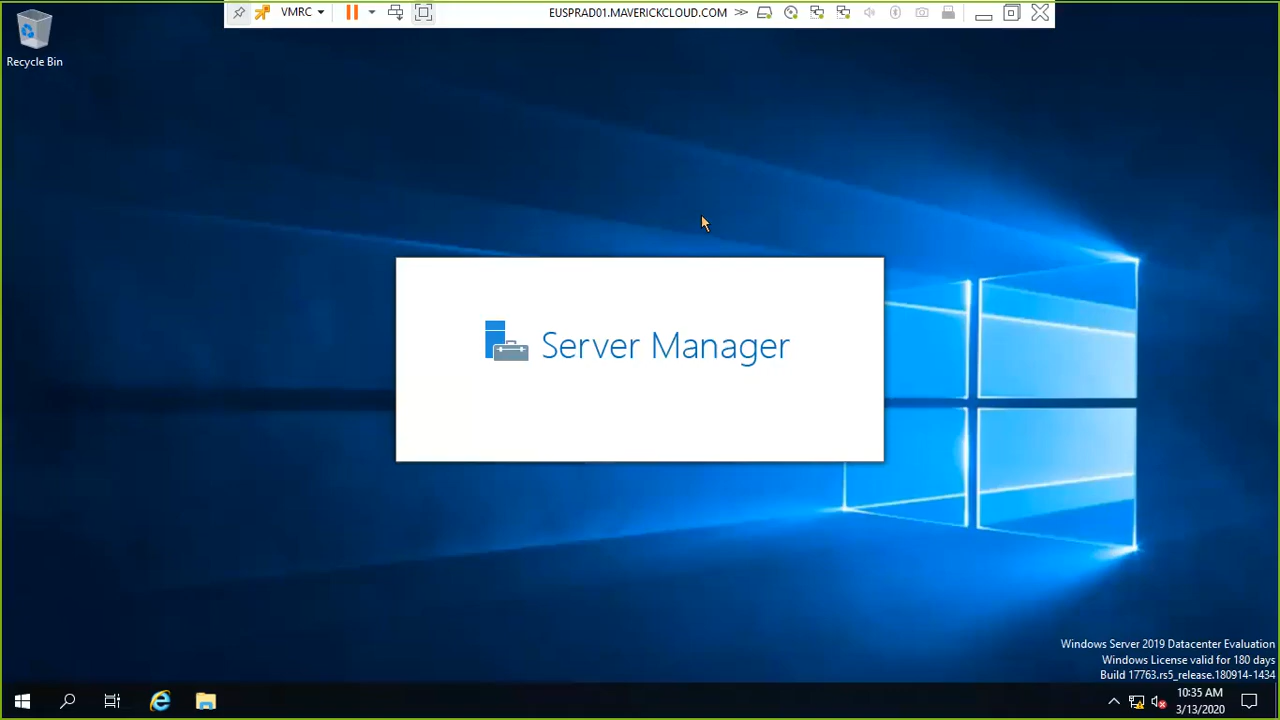 VMRC
EUSPRAD01.MAVERICKCLOUD.COM
Recycle Bin
Server Manager
Windows Server 2019 Datacenter Evaluation
Windows License valid for 180 days
Build 17763.rs5_release.180914-1434
10:35 AM
3/13/2020